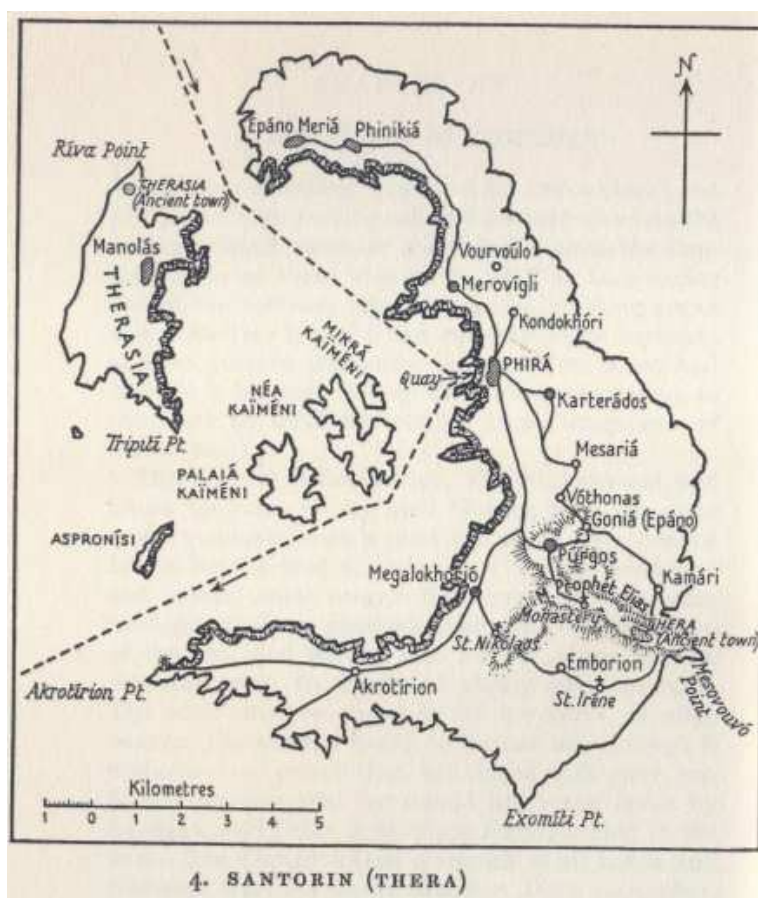 N
Epáno Meriá
Phinikiá
Ríva Point
THERASIA
(Ancient town)
Manolás
THERASIA
Vourvoúlo
Merovígli
Kondokhóri
MIKRÁ
KAÏMÉNI
NÉA
KAÏMÉNI
Quay
PHIRÁ
Karterádos
Tripití Pt.
PALAIÁ
KAÏMÉNI
Mesariá
Vóthonas
Goniá (Epáno)
ASPRONÍSI
Púrgos
Megalokhorió
Prophet Elias
Kamári
Monastery
THERA
(Ancient town)
St. Nikolaos
Emborion
St. Iréne
Mesovouvó
Point
Akrotírion Pt.
Akrotírion
Kilometres
1 0 1 2 3 4 5
Exomíti Pt.
4. SANTORIN (THERA)